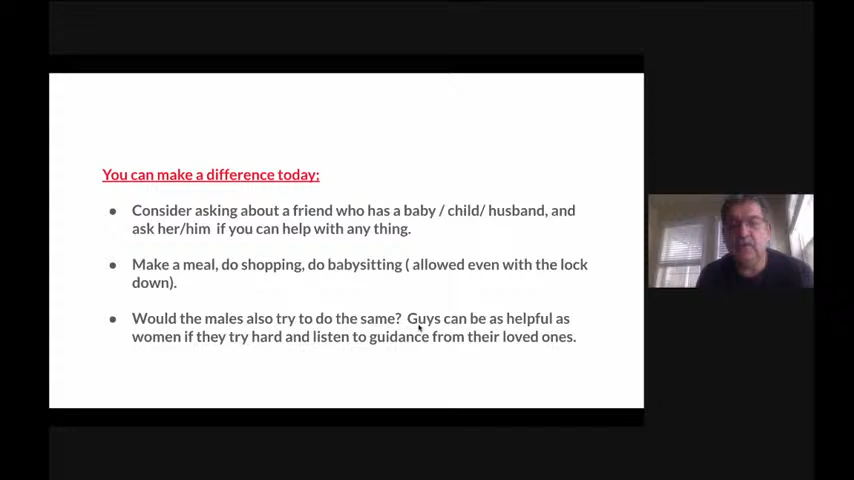 You can make a difference today:
● Consider asking about a friend who has a baby / child/ husband, and
ask her/him  if you can help with any thing.
● Make a meal, do shopping, do babysitting ( allowed even with the lock
down).
● Would the males also try to do the same?  Guys can be as helpful as
women if they try hard and listen to guidance from their loved ones.